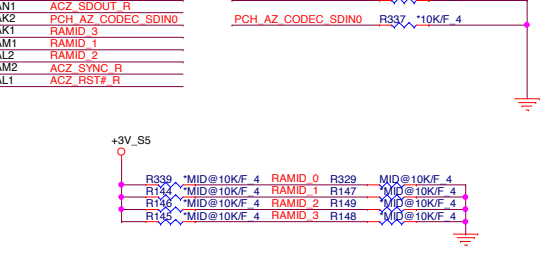 AN1 ACZ_SDOUT_R
AK2 PCH_AZ_CODEC_SDIN0 PCH_AZ_CODEC_SDIN0 R337 *10K/F_4
AK1 RAMID_3
AM1 RAMID_1
AL2 RAMID_2
AM2 ACZ_SYNC_R
AL1 ACZ_RST#_R
+3V_S5
R339 *MID@10K/F_4 RAMID_0 R329 MID@10K/F_4
R144 *MID@10K/F_4 RAMID_1 R147 *MID@10K/F_4
R146 *MID@10K/F_4 RAMID_2 R149 *MID@10K/F_4
R145 *MID@10K/F_4 RAMID_3 R148 *MID@10K/F_4